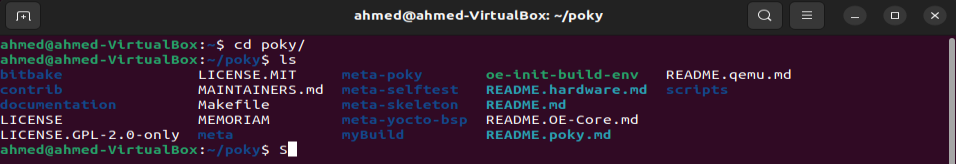 ahmed@ahmed-VirtualBox: ~/poky
ahmed@ahmed-VirtualBox:~$ cd poky/
ahmed@ahmed-VirtualBox:~/poky$ ls
bitbake LICENSE.MIT meta-poky oe-init-build-env README.qemu.md
contrib MAINTAINERS.md meta-selftest README.hardware.md scripts
documentation Makefile meta-skeleton README.md
LICENSE MEMORIAM meta-yocto-bsp README.OE-Core.md
LICENSE.GPL-2.0-only meta myBuild README.poky.md
ahmed@ahmed-VirtualBox:~/poky$ S